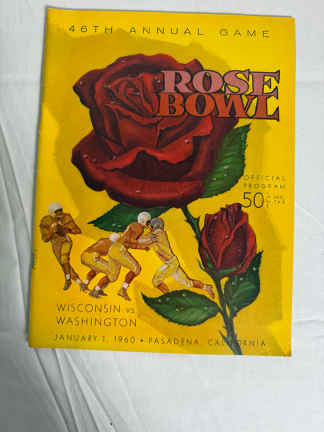 46TH ANNUAL GAME
ROSE
BOWL
OFFICIAL
PROGRAM
50
WISCONSIN vs.
WASHINGTON
JANUARY 1, 1960 • PASADENA, CALIFORNIA